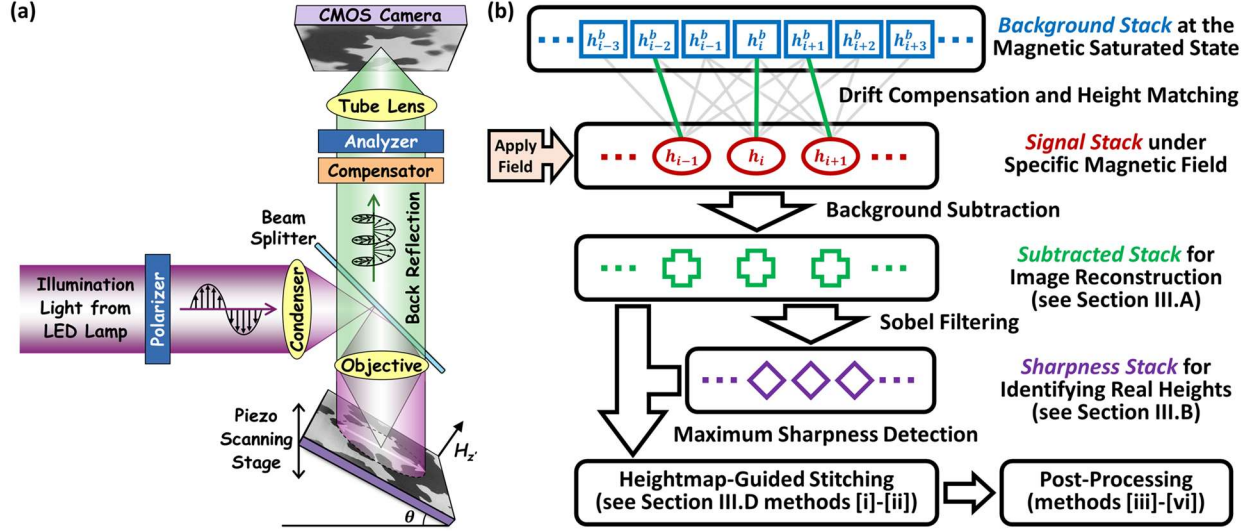 (a)
CMOS Camera
Tube Lens
Analyzer
Compensator
Beam
Splitter
Back Reflection
Illumination
Light from
LED Lamp
Polarizer
Condenser
Objective
Piezo
Scanning
Stage
H_{z'}
θ
(b)
... h^b_{i-3} h^b_{i-2} h^b_{i-1} h^b_i h^b_{i+1} h^b_{i+2} h^b_{i+3} ...
Background Stack at the
Magnetic Saturated State
Drift Compensation and Height Matching
Apply
Field
... h_{i-1} h_i h_{i+1} ...
Signal Stack under
Specific Magnetic Field
Background Subtraction
Subtracted Stack for
Image Reconstruction
(see Section III.A)
Sobel Filtering
Sharpness Stack for
Identifying Real Heights
(see Section III.B)
Maximum Sharpness Detection
Heightmap-Guided Stitching
(see Section III.D methods [i]-[ii])
Post-Processing
(methods [iii]-[vi])